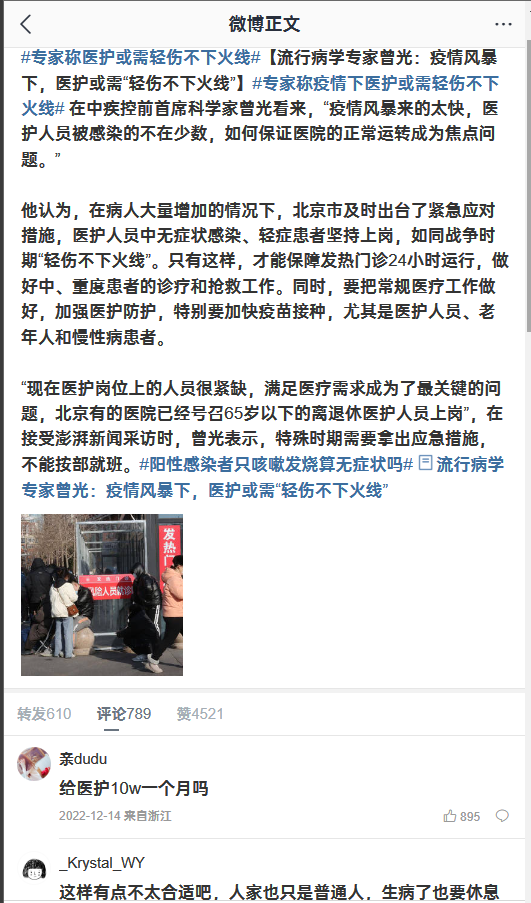 微博正文
#专家称医护或需轻伤不下火线#【流行病学专家曾光：疫情风暴
下，医护或需“轻伤不下火线”】#专家称疫情下医护或需轻伤不下
火线# 在中疾控前首席科学家曾光看来，“疫情风暴来的太快，医
护人员被感染的不在少数，如何保证医院的正常运转成为焦点问
题。”
他认为，在病人大量增加的情况下，北京市及时出台了紧急应对
措施，医护人员中无症状感染、轻症患者坚持上岗，如同战争时
期“轻伤不下火线”。只有这样，才能保障发热门诊24小时运行，做
好中、重度患者的诊疗和抢救工作。同时，要把常规医疗工作做
好，加强医护防护，特别要加快疫苗接种，尤其是医护人员、老
年人和慢性病患者。
“现在医护岗位上的人员很紧缺，满足医疗需求成为了最关键的问
题，北京有的医院已经号召65岁以下的离退休医护人员上岗”，在
接受澎湃新闻采访时，曾光表示，特殊时期需要拿出应急措施，
不能按部就班。#阳性感染者只咳嗽发烧算无症状吗# 流行病学
专家曾光：疫情风暴下，医护或需“轻伤不下火线”
发热门
险人员就诊
转发610 评论789 赞4521
亲dudu
给医护10w一个月吗
2022-12-14 来自浙江 895
_Krystal_WY
这样有点不太合适吧，人家也只是普通人，生病了也要休息